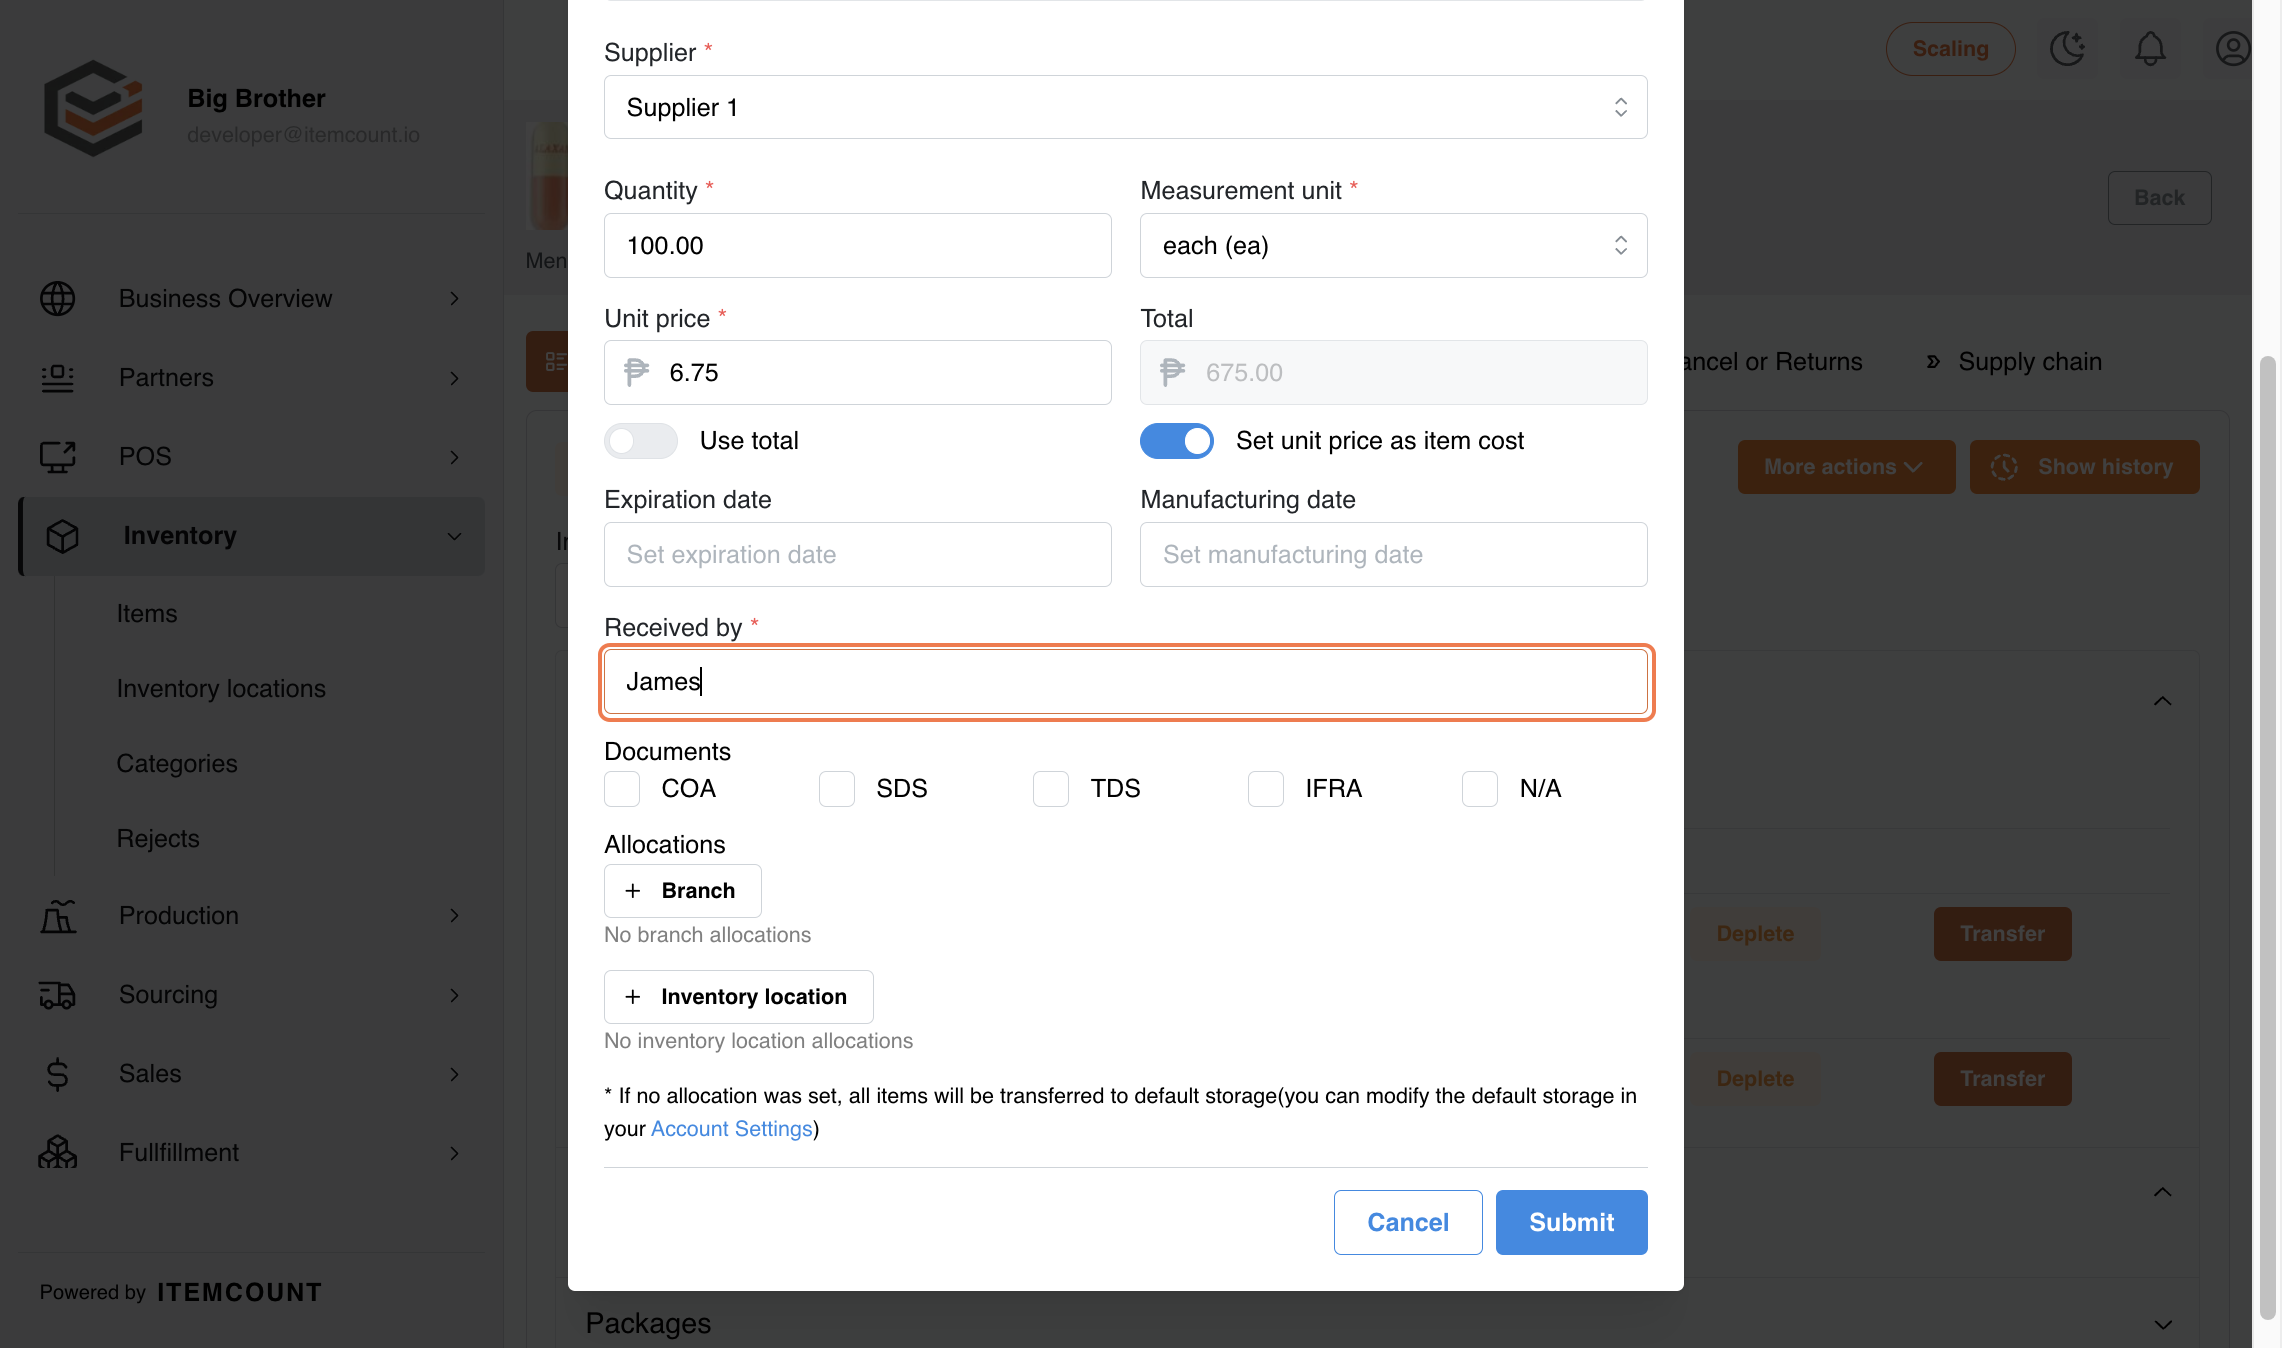 Big Brother
developer@itemcount.io
Business Overview
Partners
POS
Inventory
Items
Inventory locations
Categories
Rejects
Production
Sourcing
Sales
Fullfillment
Powered by ITEMCOUNT
Scaling
Back
Men
ancel or Returns
Supply chain
More actions
Show history
In
Deplete
Transfer
Deplete
Transfer
Packages
Supplier *
Supplier 1
Quantity *
Measurement unit *
100.00
each (ea)
Unit price *
Total
₱ 6.75
₱ 675.00
Use total
Set unit price as item cost
Expiration date
Manufacturing date
Set expiration date
Set manufacturing date
Received by *
James
Documents
COA
SDS
TDS
IFRA
N/A
Allocations
+ Branch
No branch allocations
+ Inventory location
No inventory location allocations
* If no allocation was set, all items will be transferred to default storage(you can modify the default storage in
your Account Settings)
Cancel
Submit